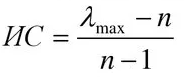 ИС = (λmax − n) / (n − 1)